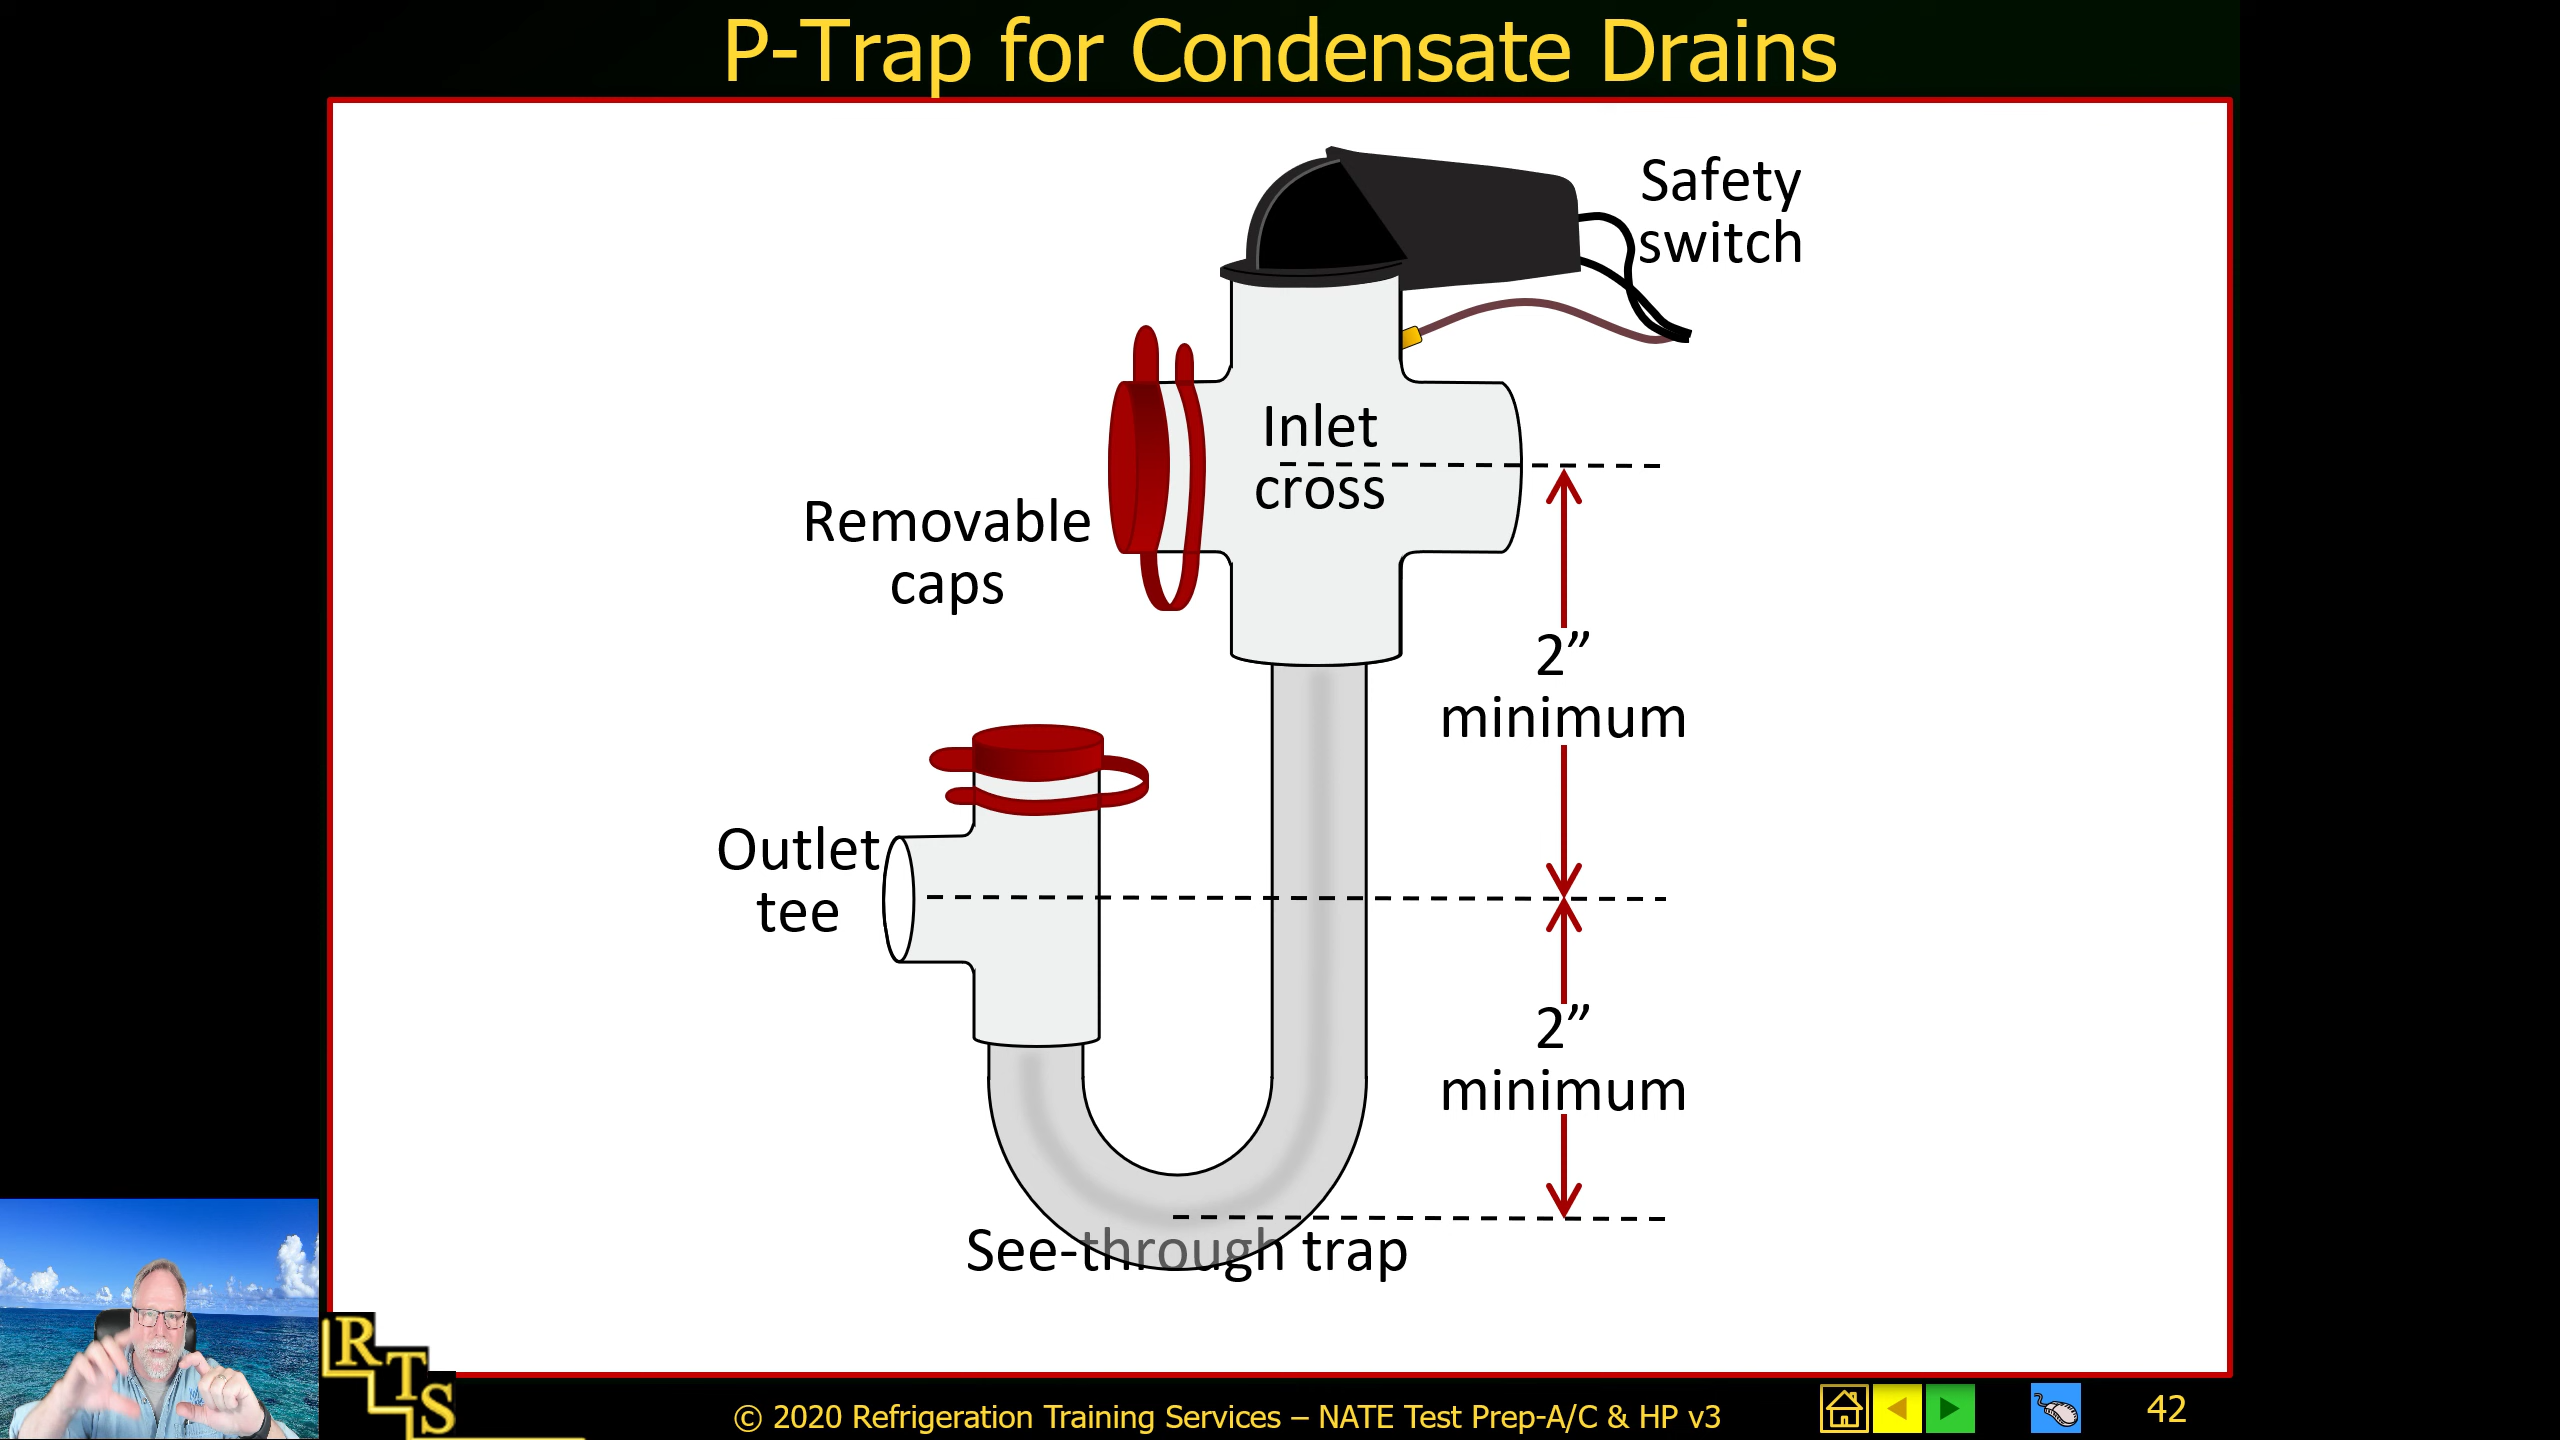 P-Trap for Condensate Drains
Safety
switch
Inlet
cross
Removable
caps
2”
minimum
Outlet
tee
2”
minimum
See-through trap
RTS
© 2020 Refrigeration Training Services – NATE Test Prep-A/C & HP v3
42